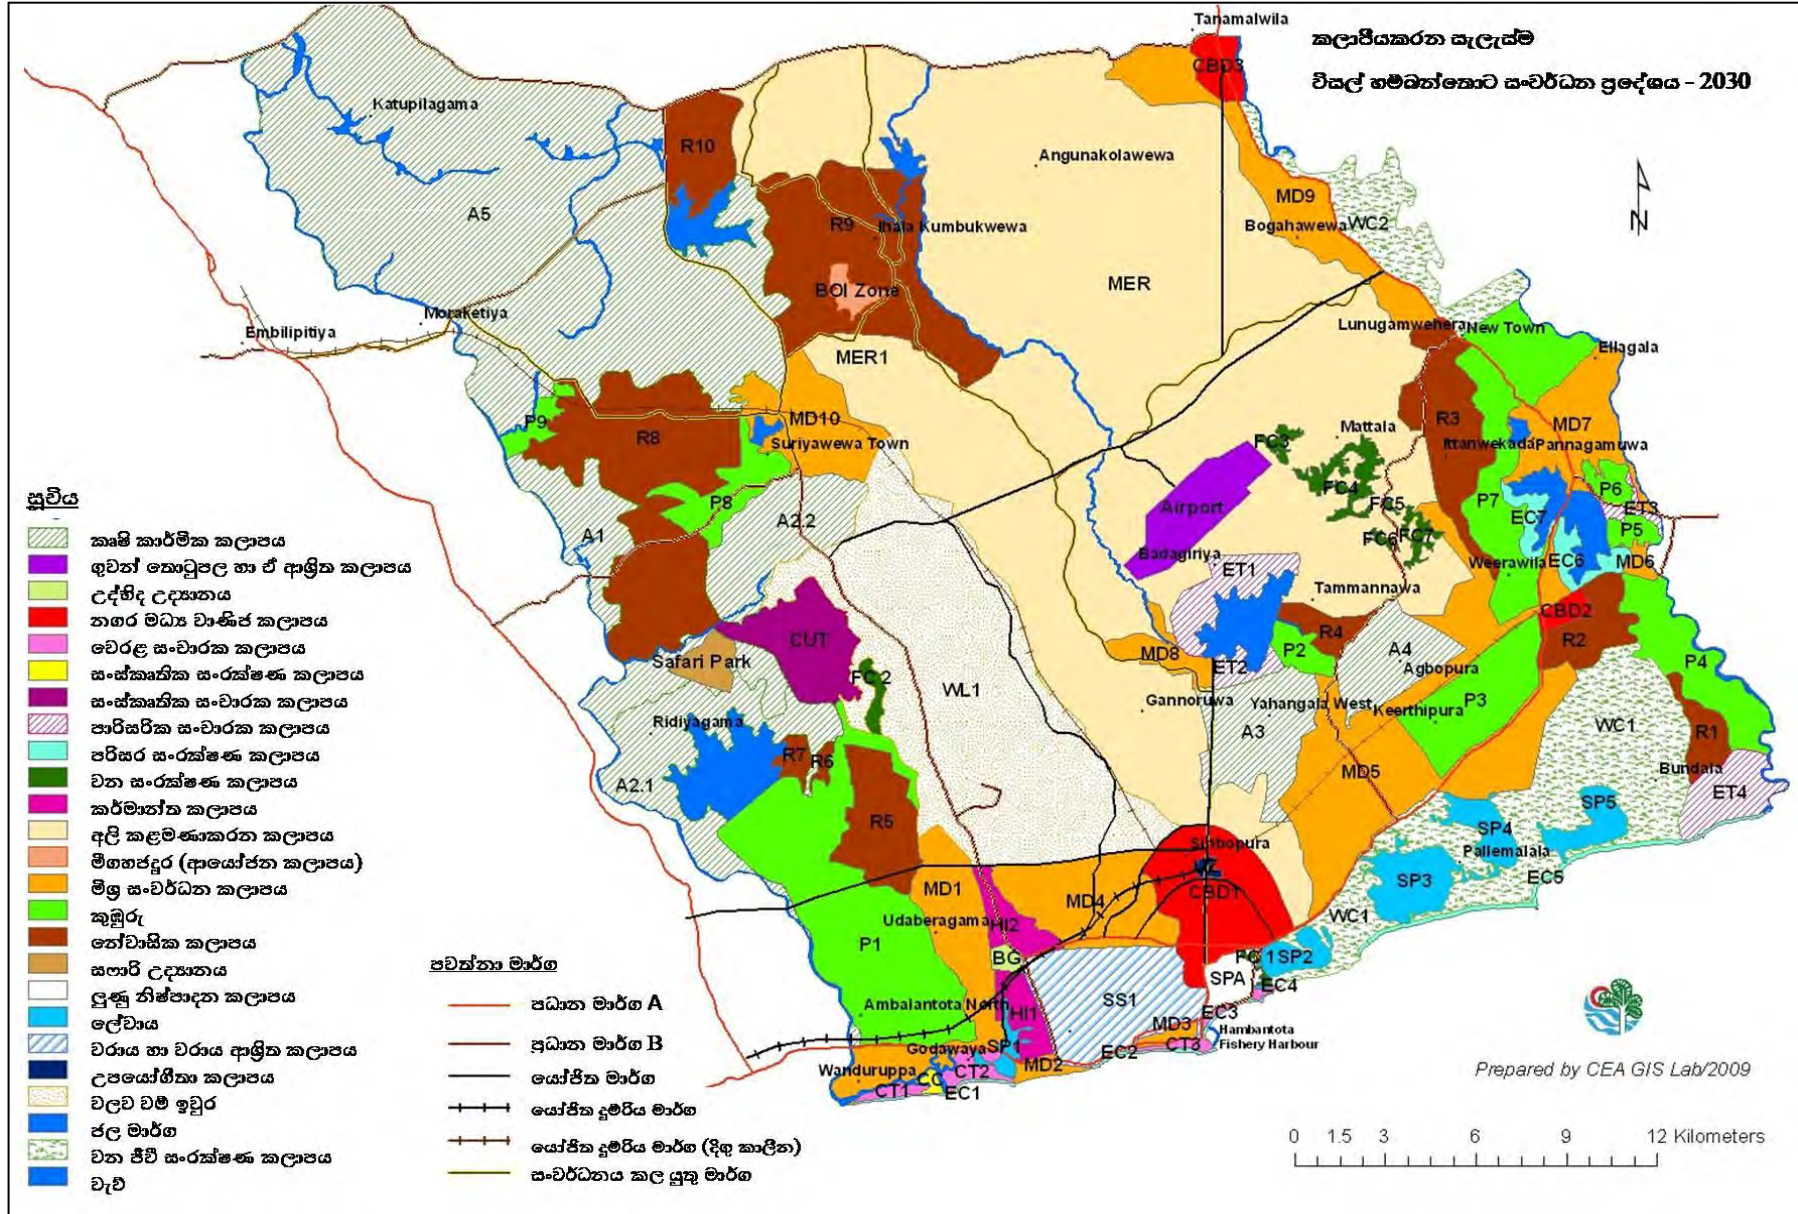 කලාපීයකරන සැලැස්ම
විසල් හම්බන්තොට සංවර්ධන ප්‍රදේශය - 2030
Tanamalwila
CBD3
Katupilagama
R10
Angunakolawewa
A5
MD9
R9
Ihala Kumbukwewa
Bogahawewa
WC2
N
BOI Zone
MER
Moraketiya
Embilipitiya
Lunugamwehera
New Town
Ellagala
MER1
P9
R8
MD10
Suriyawewa Town
Mattala
R3
MD7
FC3
Ittanwekada
Pannagamuwa
P8
FC4
P7
P6
Airport
FC5
EC7
ET3
A1
A2.2
P5
FC6
FC7
Badagiriya
ET1
Weerawila
EC6
MD6
Tammannawa
CBD2
CUT
R4
R2
Safari Park
MD8
P2
A4
P4
FC 2
ET2
Agbopura
WL1
Gannoruwa
Yahangala West
Keerthipura
P3
Ridiyagama
A3
WC1
R1
R7
R6
MD5
Bundala
A2.1
ET4
SP5
R5
SP4
Sinbopura
Pallemalala
MD1
CBD1
SP3
EC5
MD4
Udaberagama
HI2
WC1
P1
BG
FC1
SP2
SPA
EC4
Ambalantota North
HI1
SS1
EC3
MD3
Hambantota
Fishery Harbour
Godawaya
SP1
EC2
CT3
Wanduruppa
CC
CT2
MD2
CT1
EC1
සූචිය
කෘෂි කාර්මික කලාපය
ගුවන් තොටුපල හා ඒ ආශ්‍රිත කලාපය
උද්භිද උද්‍යානය
නගර මධ්‍ය වාණිජ කලාපය
වෙරළ සංචාරක කලාපය
සංස්කෘතික සංරක්ෂණ කලාපය
සංස්කෘතික සංචාරක කලාපය
පාරිසරික සංචාරක කලාපය
පරිසර සංරක්ෂණ කලාපය
වන සංරක්ෂණ කලාපය
කර්මාන්ත කලාපය
අලි කළමණාකරන කලාපය
මීගහජදුර (ආයෝජන කලාපය)
මිශ්‍ර සංවර්ධන කලාපය
කුඹුරු
නේවාසික කලාපය
සෆාරි උද්‍යානය
ලුණු නිෂ්පාදන කලාපය
ලේවාය
වරාය හා වරාය ආශ්‍රිත කලාපය
උපයෝගීතා කලාපය
වලව වම් ඉවුර
ජල මාර්ග
වන ජීවී සංරක්ෂණ කලාපය
වැව්
පවත්නා මාර්ග
පධාන මාර්ග A
ප්‍රධාන මාර්ග B
යෝජිත මාර්ග
යෝජිත දුම්රිය මාර්ග
යෝජිත දුම්රිය මාර්ග (දිගු කාලීන)
සංවර්ධනය කල යුතු මාර්ග
Prepared by CEA GIS Lab/2009
0 1.5 3 6 9 12 Kilometers